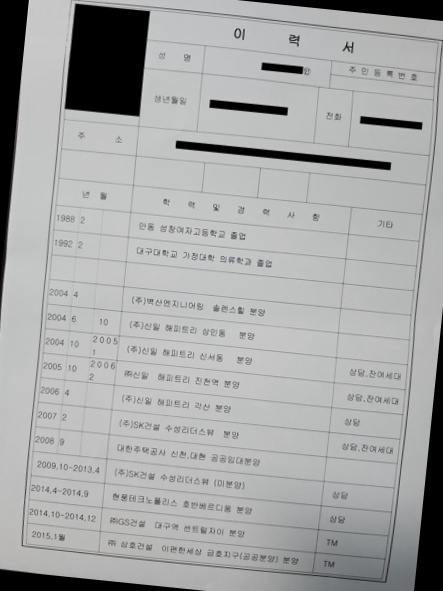 이 력 서
성 명 ㊞ 주민등록번호
생년월일 전화
주 소
년 월 학 력 및 경 력 사 항 기타
1988 2 안동 성창여자고등학교 졸업
1992 2 대구대학교 가정대학 의류학과 졸업
2004 4 (주)벽산엔지니어링 솔렌스힐 분양
2004 6 10 (주)신일 해피트리 상인동 분양
2004 10 2005 1 (주)신일 해피트리 신서동 분양 상담,잔여세대
2005 10 2006 2 ㈜신일 해피트리 진천역 분양 상담,잔여세대
2006 4 (주)신일 해피트리 각산 분양 상담
2007 2 (주)SK건설 수성리더스뷰 분양 상담,잔여세대
2008 9 대한주택공사 신천,대현 공공임대분양
2009.10~2013.4 (주)SK건설 수성리더스뷰 (미분양) 상담
2014.4~2014.9 현풍테크노폴리스 호반베르디움 분양 상담
2014.10~2014.12 ㈜GS건설 대구역 센트럴자이 분양 TM
2015.1월 ㈜ 삼호건설 이편한세상 금호지구(공공분양) 분양 TM